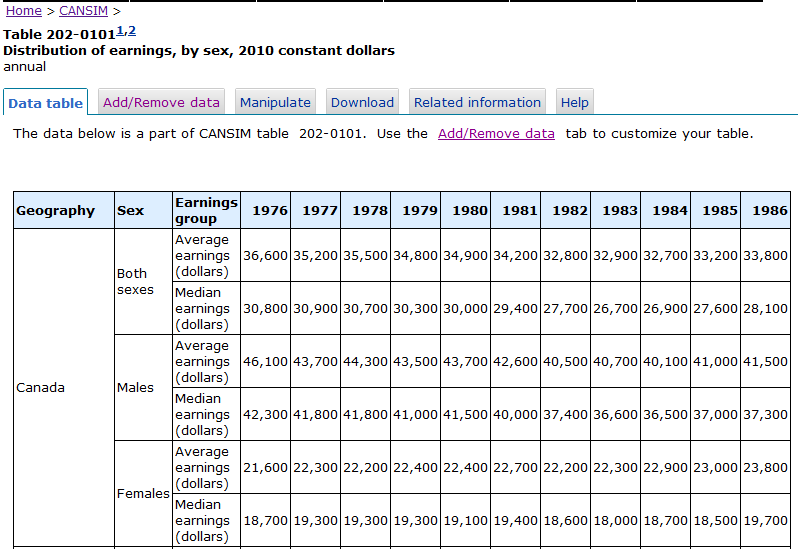 Home > CANSIM >
Table 202-0101 1,2
Distribution of earnings, by sex, 2010 constant dollars
annual
Data table Add/Remove data Manipulate Download Related information Help
The data below is a part of CANSIM table 202-0101. Use the Add/Remove data tab to customize your table.
Geography Sex Earnings group 1976 1977 1978 1979 1980 1981 1982 1983 1984 1985 1986
Canada
Both sexes
Average earnings (dollars) 36,600 35,200 35,500 34,800 34,900 34,200 32,800 32,900 32,700 33,200 33,800
Median earnings (dollars) 30,800 30,900 30,700 30,300 30,000 29,400 27,700 26,700 26,900 27,600 28,100
Males
Average earnings (dollars) 46,100 43,700 44,300 43,500 43,700 42,600 40,500 40,700 40,100 41,000 41,500
Median earnings (dollars) 42,300 41,800 41,800 41,000 41,500 40,000 37,400 36,600 36,500 37,000 37,300
Females
Average earnings (dollars) 21,600 22,300 22,200 22,400 22,400 22,700 22,200 22,300 22,900 23,000 23,800
Median earnings (dollars) 18,700 19,300 19,300 19,300 19,100 19,400 18,600 18,000 18,700 18,500 19,700